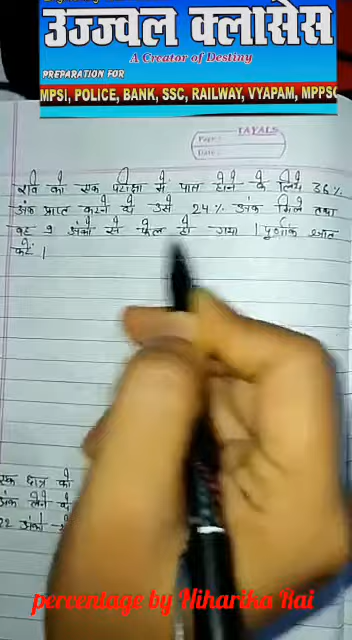 उज्ज्वल क्लासेस
A Creator of Destiny
PREPARATION FOR
MPSI, POLICE, BANK, SSC, RAILWAY, VYAPAM, MPPSC
TAYALS
Page:
Date:
रवि को एक परीक्षा में पास होने के लिये 36%
अंक प्राप्त करने थे उसे 24% अंक मिले तथा
वह 9 अंकों से फेल हो गया । पूर्णांक ज्ञात
करें ।
एक छात्र को
अंक लेने
22 अंकों
percentage by Niharika Rai